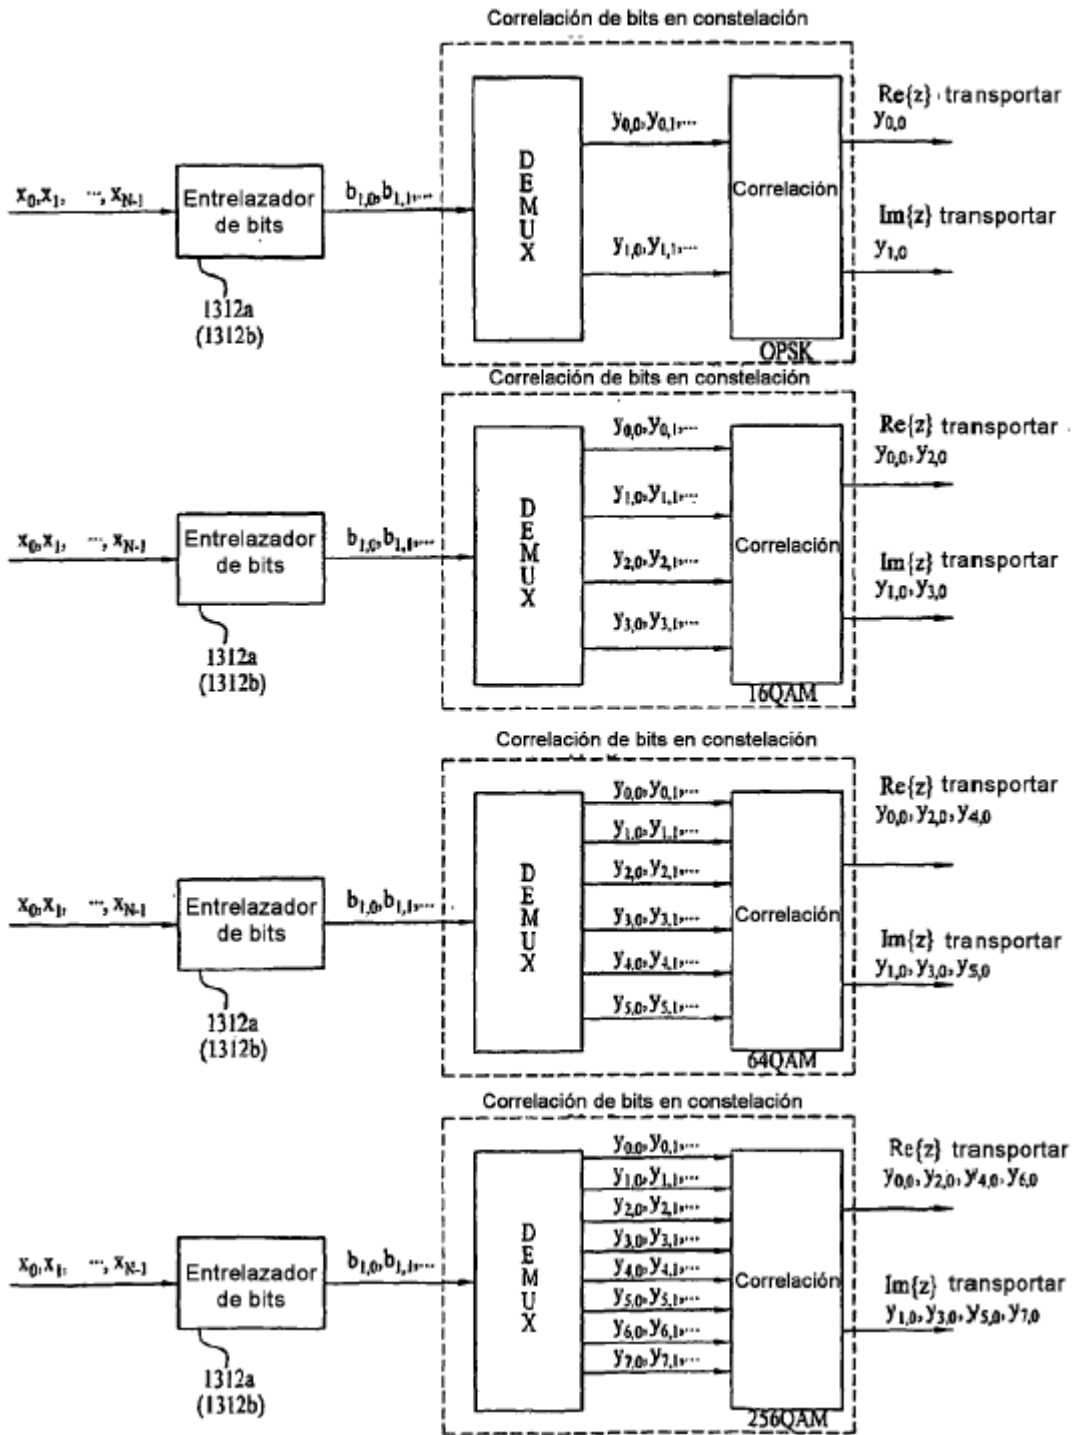 Correlación de bits en constelación
x0,x1, ..., xN-1
Entrelazador
de bits
1312a
(1312b)
b1,0,b1,1,...
DEMUX
y0,0,y0,1,...
y1,0,y1,1,...
Correlación
OPSK
Re{z} transportar
y0,0
Im{z} transportar
y1,0
Correlación de bits en constelación
x0,x1, ..., xN-1
Entrelazador
de bits
1312a
(1312b)
b1,0,b1,1,...
DEMUX
y0,0,y0,1,...
y1,0,y1,1,...
y2,0,y2,1,...
y3,0,y3,1,...
Correlación
16QAM
Re{z} transportar
y0,0,y2,0
Im{z} transportar
y1,0,y3,0
Correlación de bits en constelación
x0,x1, ..., xN-1
Entrelazador
de bits
1312a
(1312b)
b1,0,b1,1,...
DEMUX
y0,0,y0,1,...
y1,0,y1,1,...
y2,0,y2,1,...
y3,0,y3,1,...
y4,0,y4,1,...
y5,0,y5,1,...
Correlación
64QAM
Re{z} transportar
y0,0,y2,0,y4,0
Im{z} transportar
y1,0,y3,0,y5,0
Correlación de bits en constelación
x0,x1, ..., xN-1
Entrelazador
de bits
1312a
(1312b)
b1,0,b1,1,...
DEMUX
y0,0,y0,1,...
y1,0,y1,1,...
y2,0,y2,1,...
y3,0,y3,1,...
y4,0,y4,1,...
y5,0,y5,1,...
y6,0,y6,1,...
y7,0,y7,1,...
Correlación
256QAM
Re{z} transportar
y0,0,y2,0,y4,0,y6,0
Im{z} transportar
y1,0,y3,0,y5,0,y7,0